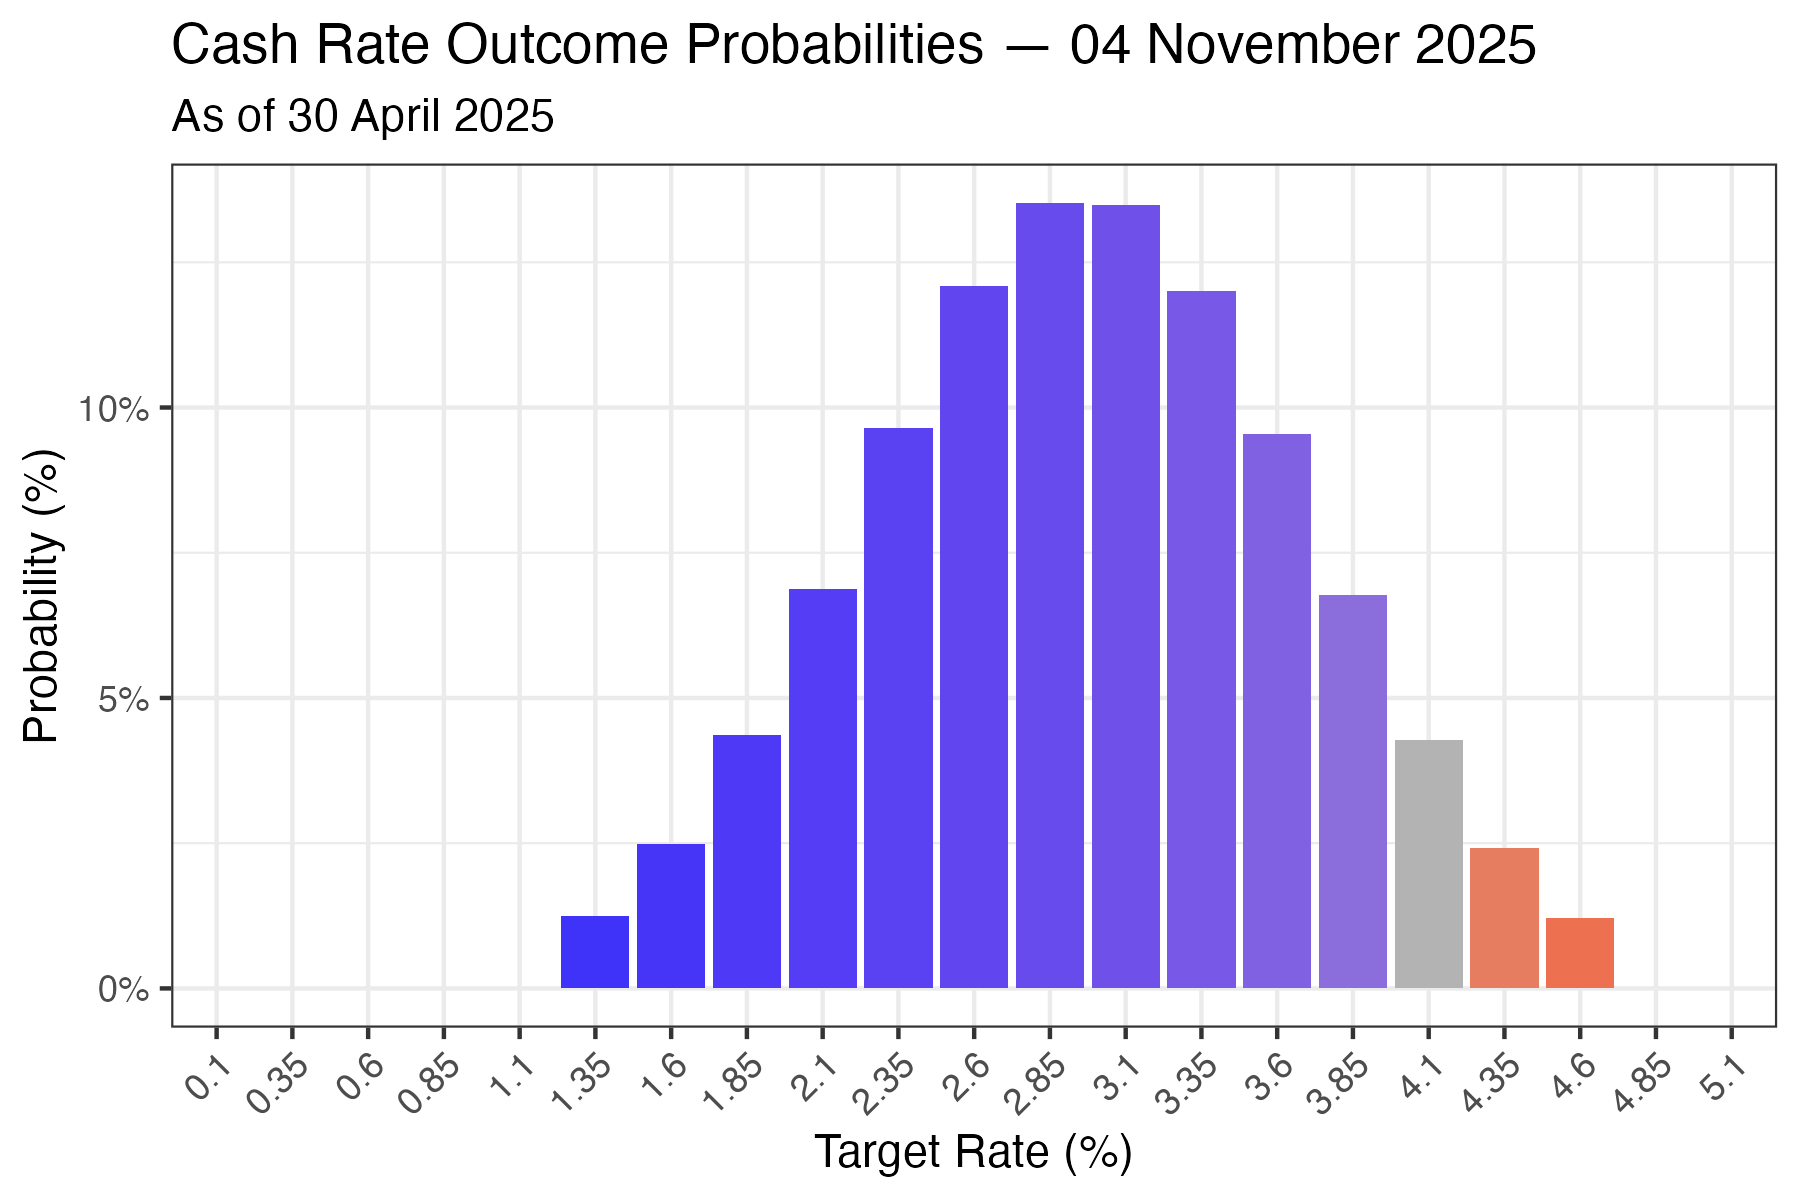 Cash Rate Outcome Probabilities — 04 November 2025
As of 30 April 2025
Probability (%)
10%
5%
0%
0.1 0.35 0.6 0.85 1.1 1.35 1.6 1.85 2.1 2.35 2.6 2.85 3.1 3.35 3.6 3.85 4.1 4.35 4.6 4.85 5.1
Target Rate (%)